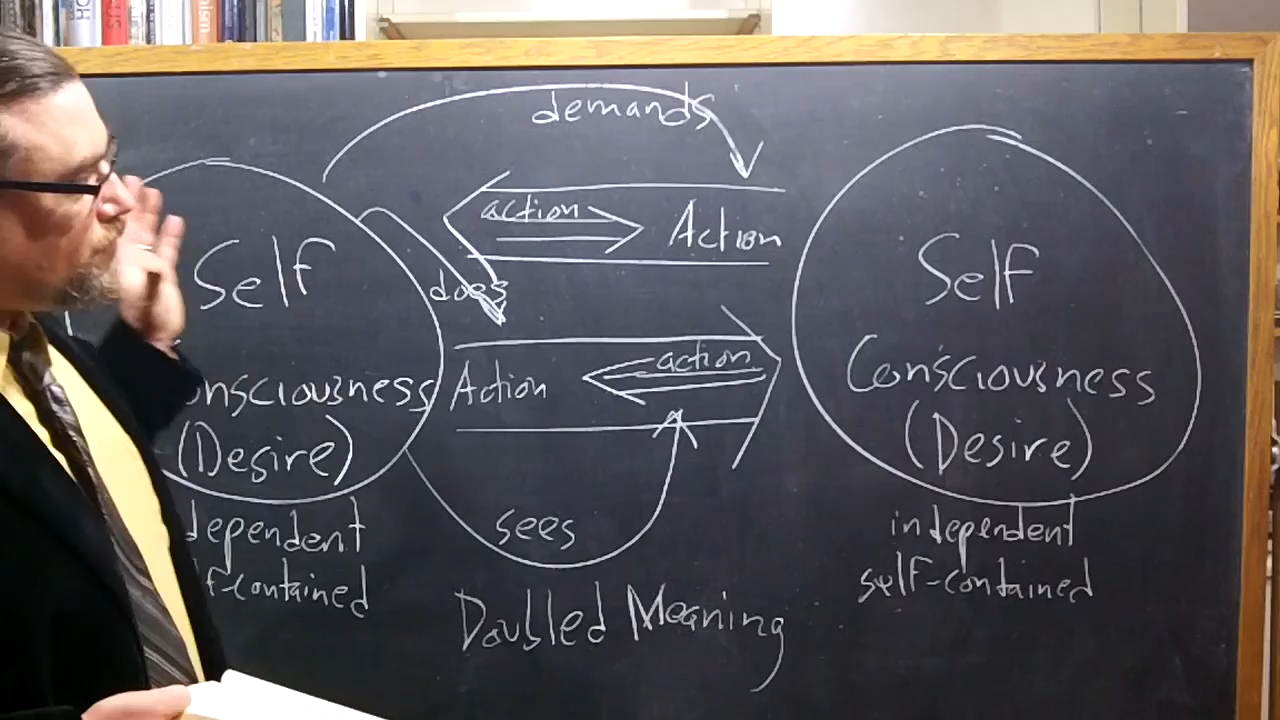 demands
action
Action
does
Self
Consciousness
(Desire)
Action
action
Self
Consciousness
(Desire)
sees
dependent
lf-contained
independent
self-contained
Doubled Meaning